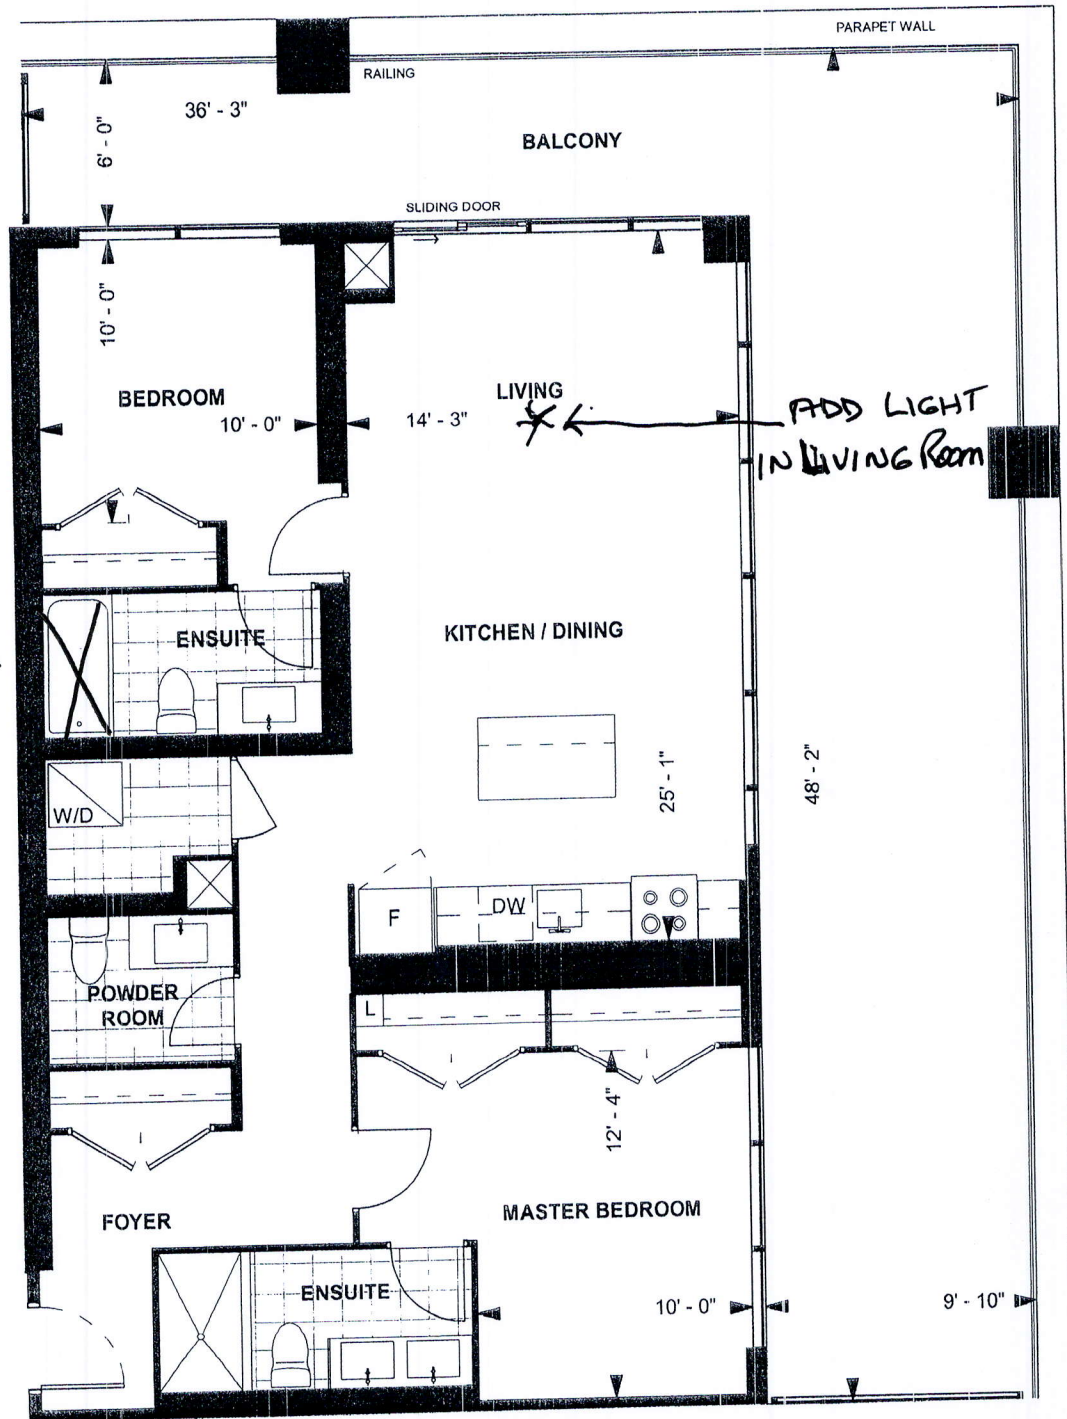 PARAPET WALL
RAILING
36' - 3"
6' - 0"
BALCONY
SLIDING DOOR
10' - 0"
BEDROOM
10' - 0"
LIVING
14' - 3"
ADD LIGHT
IN LIVING Room
ENSUITE
KITCHEN / DINING
25' - 1"
48' - 2"
W/D
F
DW
POWDER
ROOM
L
12' - 4"
FOYER
MASTER BEDROOM
ENSUITE
10' - 0"
9' - 10"